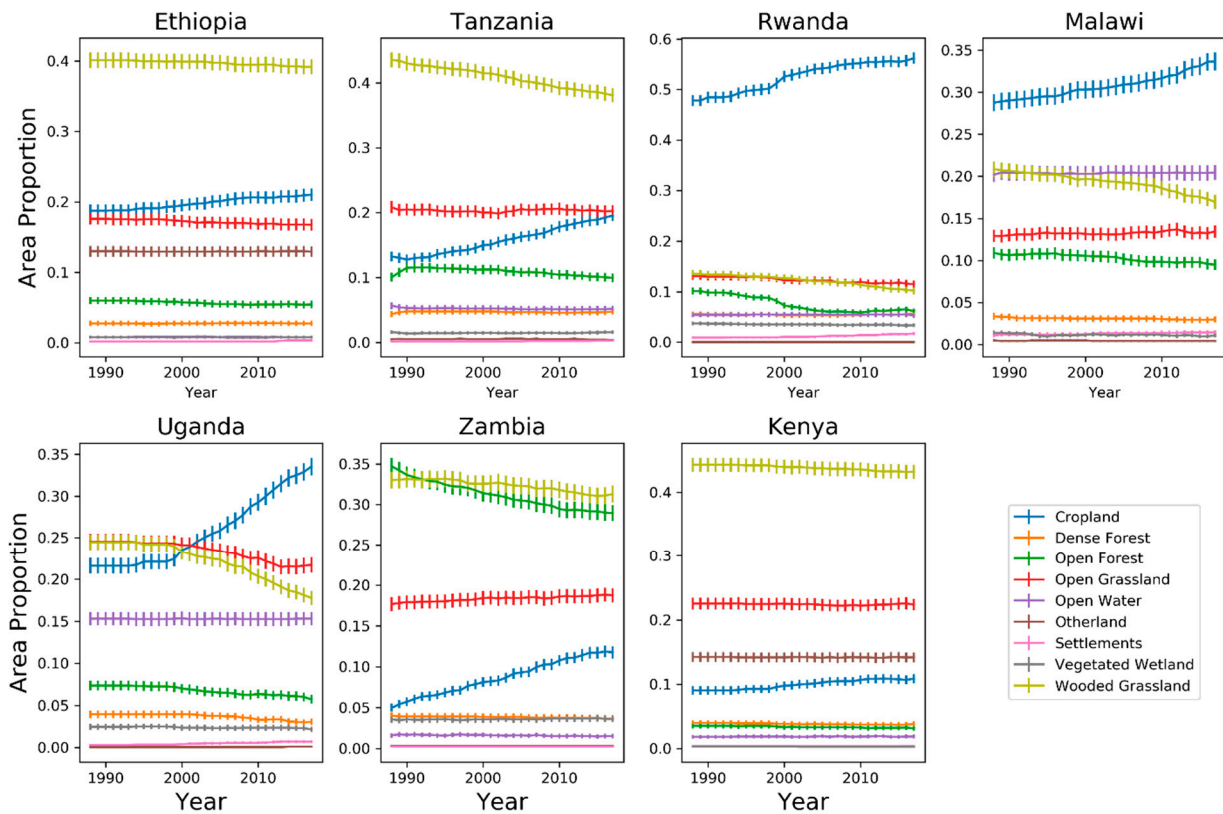 Ethiopia
Tanzania
Rwanda
Malawi
Area Proportion
0.4
0.3
0.2
0.1
0.0
1990 2000 2010
Year
0.4
0.3
0.2
0.1
0.0
1990 2000 2010
Year
0.6
0.5
0.4
0.3
0.2
0.1
0.0
1990 2000 2010
Year
0.35
0.30
0.25
0.20
0.15
0.10
0.05
0.00
1990 2000 2010
Year
Uganda
Zambia
Kenya
Area Proportion
0.35
0.30
0.25
0.20
0.15
0.10
0.05
0.00
1990 2000 2010
Year
0.35
0.30
0.25
0.20
0.15
0.10
0.05
0.00
1990 2000 2010
Year
0.4
0.3
0.2
0.1
0.0
1990 2000 2010
Year
Cropland
Dense Forest
Open Forest
Open Grassland
Open Water
Otherland
Settlements
Vegetated Wetland
Wooded Grassland